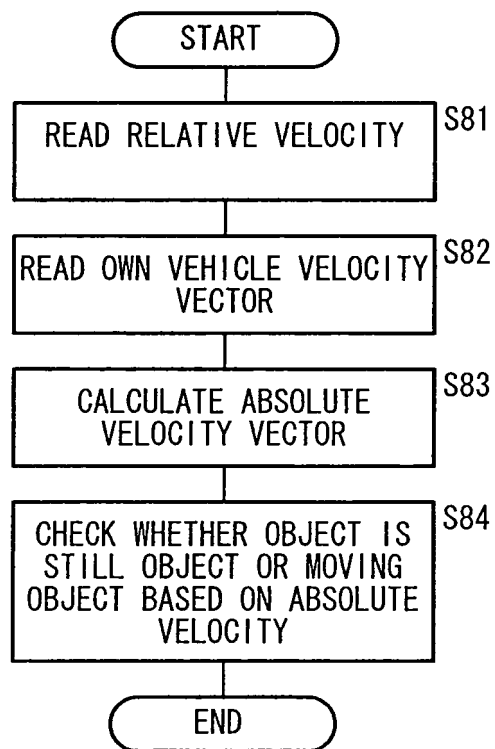 START
READ RELATIVE VELOCITY
S81
READ OWN VEHICLE VELOCITY
VECTOR
S82
CALCULATE ABSOLUTE
VELOCITY VECTOR
S83
CHECK WHETHER OBJECT IS
STILL OBJECT OR MOVING
OBJECT BASED ON ABSOLUTE
VELOCITY
S84
END